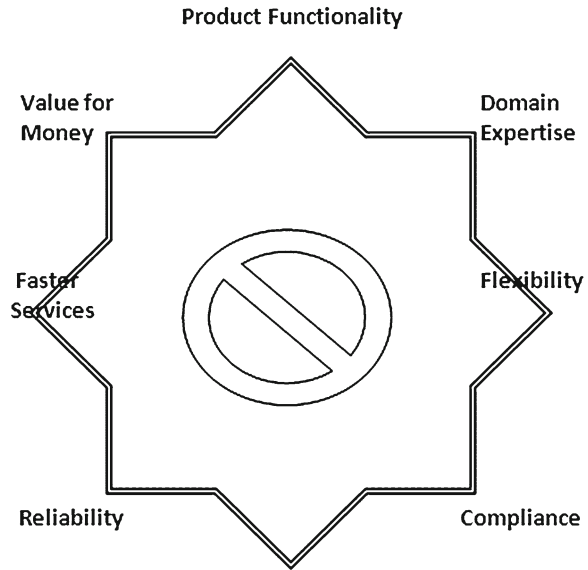 Product Functionality
Value for
Money
Domain
Expertise
Faster
Services
Flexibility
Reliability
Compliance